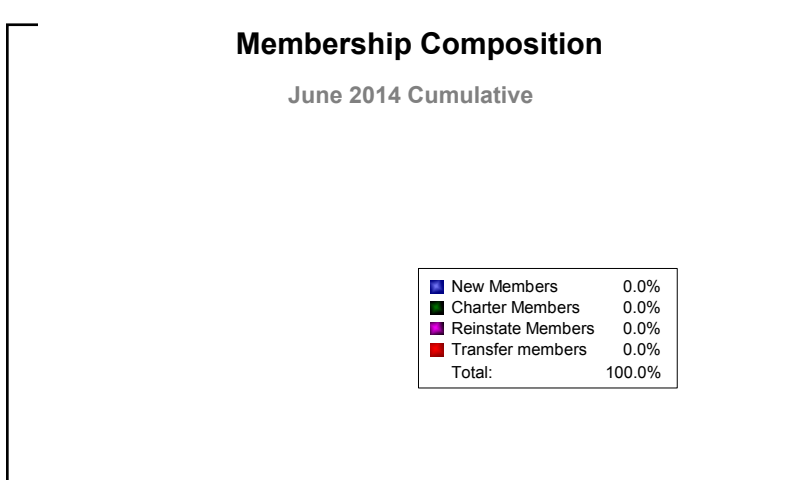 Membership Composition
June 2014 Cumulative
New Members 0.0%
Charter Members 0.0%
Reinstate Members 0.0%
Transfer members 0.0%
Total: 100.0%